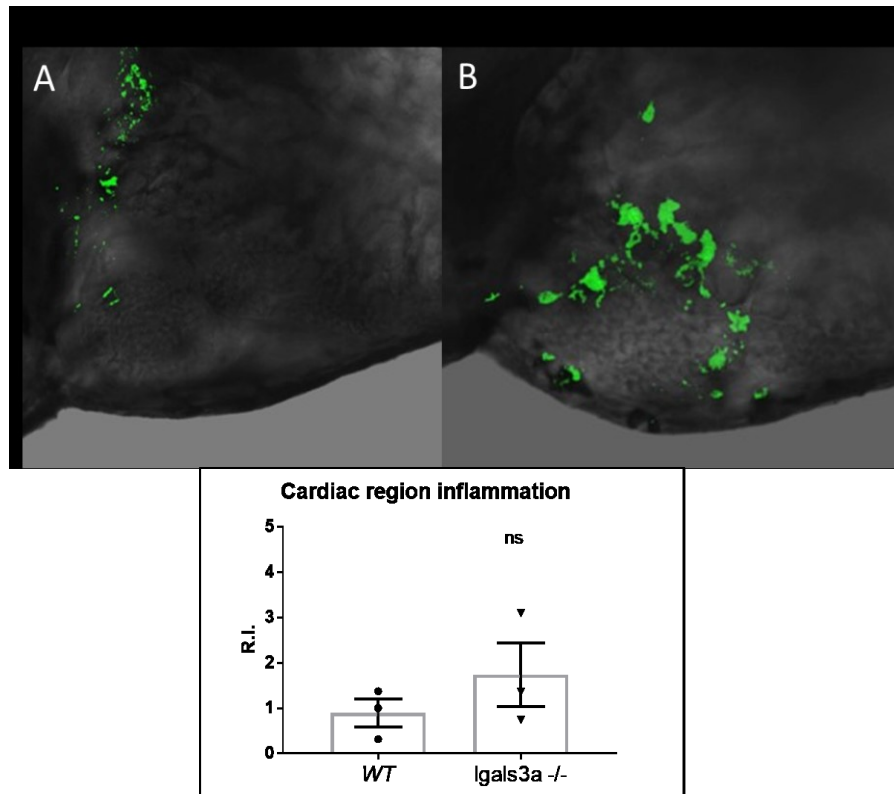 A
B
Cardiac region inflammation
ns
5
4
3
2
1
0
R.I.
WT
lgals3a -/-